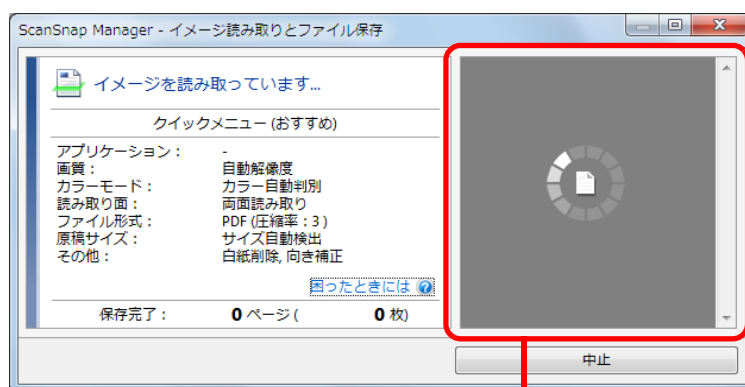 ScanSnap Manager - イメージ読み取りとファイル保存
イメージを読み取っています...
クイックメニュー (おすすめ)
アプリケーション： -
画質： 自動解像度
カラーモード： カラー自動判別
読み取り面： 両面読み取り
ファイル形式： PDF (圧縮率：3)
原稿サイズ： サイズ自動検出
その他： 白紙削除, 向き補正
困ったときには
保存完了： 0 ページ ( 0 枚)
中止